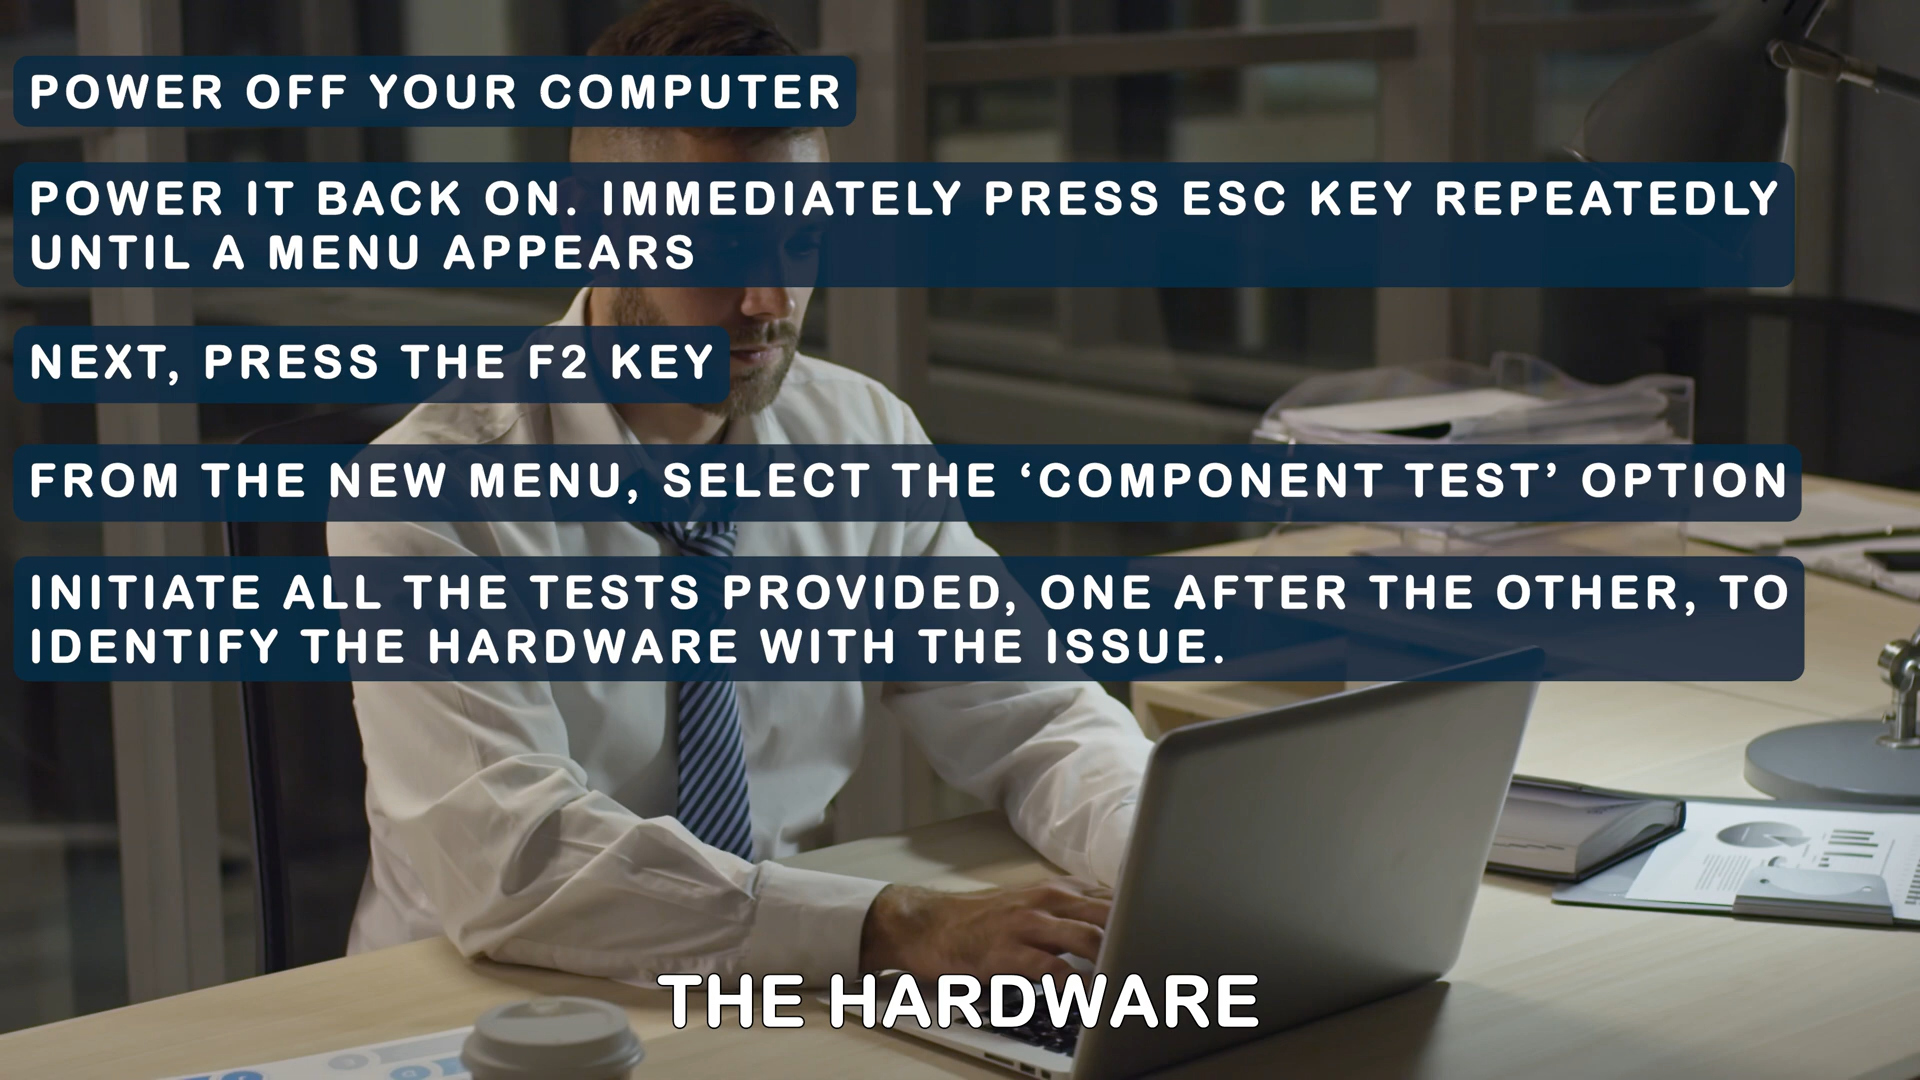 POWER OFF YOUR COMPUTER
POWER IT BACK ON. IMMEDIATELY PRESS ESC KEY REPEATEDLY
UNTIL A MENU APPEARS
NEXT, PRESS THE F2 KEY
FROM THE NEW MENU, SELECT THE ‘COMPONENT TEST’ OPTION
INITIATE ALL THE TESTS PROVIDED, ONE AFTER THE OTHER, TO
IDENTIFY THE HARDWARE WITH THE ISSUE.
THE HARDWARE